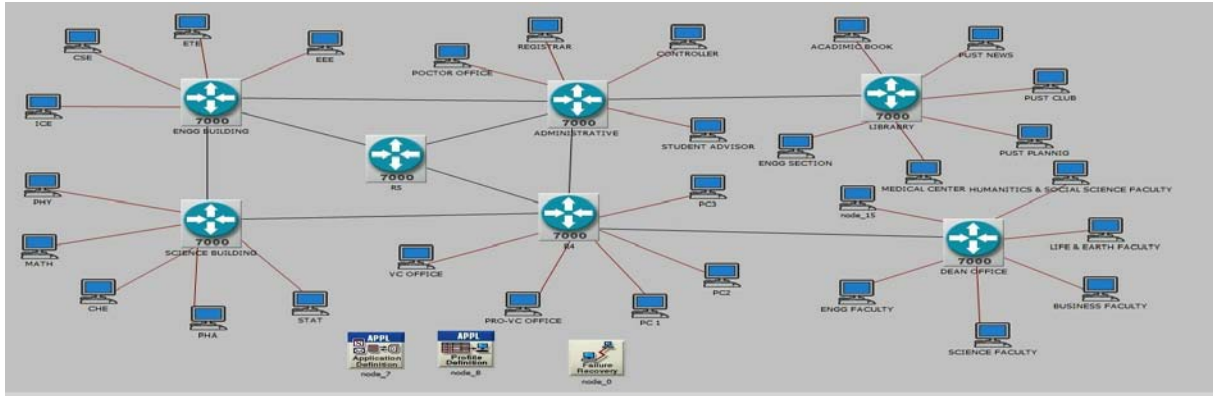 ETE
CSE
EEE
ICE
7000
ENGG BUILDING
REGISTRAR
POCTOR OFFICE
CONTROLLER
7000
ADMINISTRATIVE
STUDENT ADVISOR
ACADIMIC BOOK
PUST NEWS
PUST CLUB
7000
LIBRABRY
PUST PLANNIG
ENGG SECTION
MEDICAL CENTER
7000
RS
PHY
MATH
CHE
PHA
STAT
7000
SCIENCE BUILDING
7000
R4
PC3
PC2
PC 1
VC OFFICE
PRO-VC OFFICE
HUMANITICS & SOCIAL SCIENCE FACULTY
node_15
LIFE & EARTH FACULTY
7000
DEAN OFFICE
BUSINESS FACULTY
ENGG FACULTY
SCIENCE FACULTY
APPL
Application
Definition
node_7
APPL
Profile
Definition
node_8
Failure
Recovery
node_0